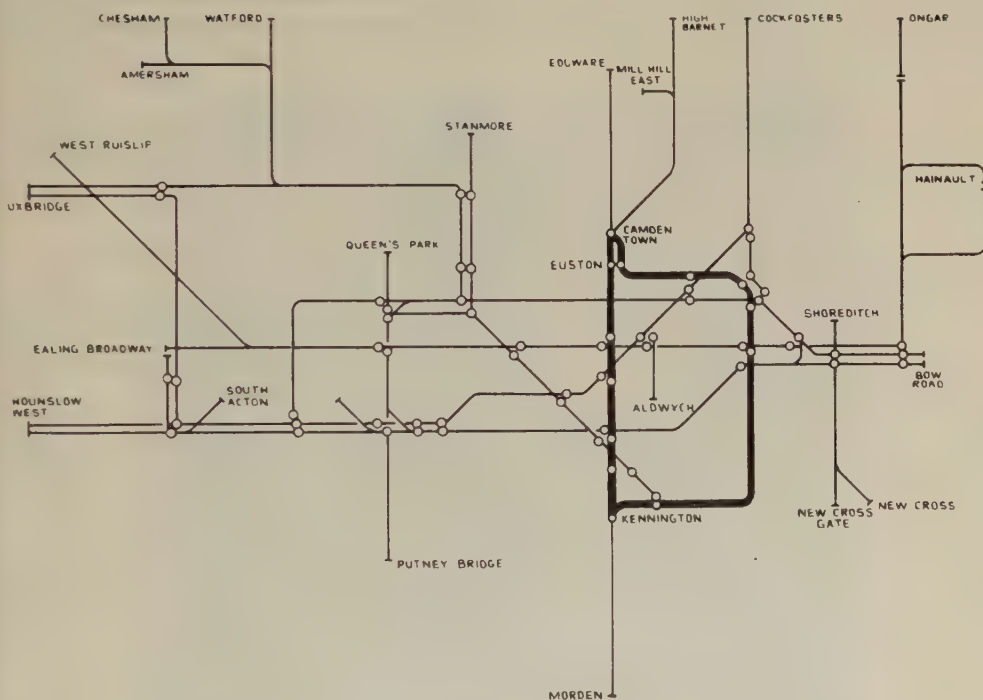 CHESHAM
WATFORD
HIGH
BARNET
COCKFOSTERS
ONGAR
AMERSHAM
EDGWARE
MILL HILL
EAST
STANMORE
WEST RUISLIP
HAINAULT
UXBRIDGE
QUEEN'S PARK
CAMDEN
TOWN
EUSTON
SHOREDITCH
EALING BROADWAY
BOW
ROAD
HOUNSLOW
WEST
SOUTH
ACTON
ALDWYCH
KENNINGTON
NEW CROSS
GATE
NEW CROSS
PUTNEY BRIDGE
MORDEN